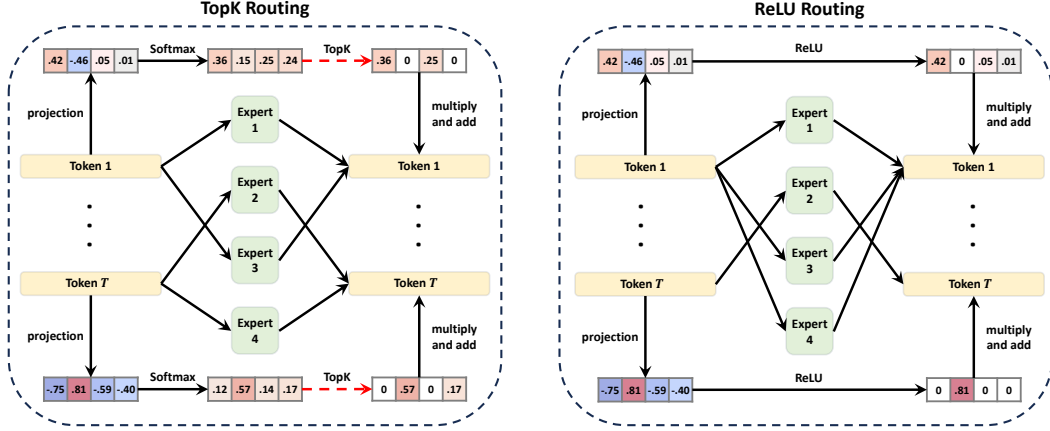 TopK Routing
.42 -.46 .05 .01
Softmax
.36 .15 .25 .24
TopK
.36 0 .25 0
projection
Expert
1
multiply
and add
Token 1
Token 1
Expert
2
Expert
3
Token T
Token T
Expert
4
projection
multiply
and add
-.75 .81 -.59 -.40
Softmax
.12 .57 .14 .17
TopK
0 .57 0 .17
ReLU Routing
.42 -.46 .05 .01
ReLU
.42 0 .05 .01
projection
Expert
1
multiply
and add
Token 1
Token 1
Expert
2
Expert
3
Token T
Token T
Expert
4
projection
multiply
and add
-.75 .81 -.59 -.40
ReLU
0 .81 0 0